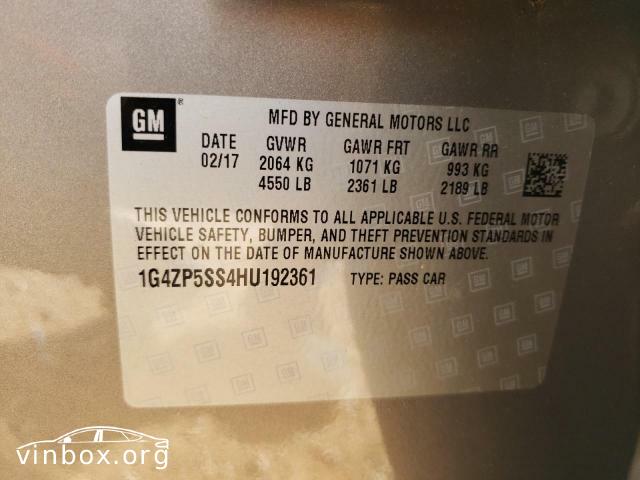 GM ®
MFD BY GENERAL MOTORS LLC
DATE GVWR GAWR FRT GAWR RR
02/17 2064 KG 1071 KG 993 KG
4550 LB 2361 LB 2189 LB
THIS VEHICLE CONFORMS TO ALL APPLICABLE U.S. FEDERAL MOTOR
VEHICLE SAFETY, BUMPER, AND THEFT PREVENTION STANDARDS IN
EFFECT ON THE DATE OF MANUFACTURE SHOWN ABOVE.
1G4ZP5SS4HU192361 TYPE: PASS CAR
vinbox.org